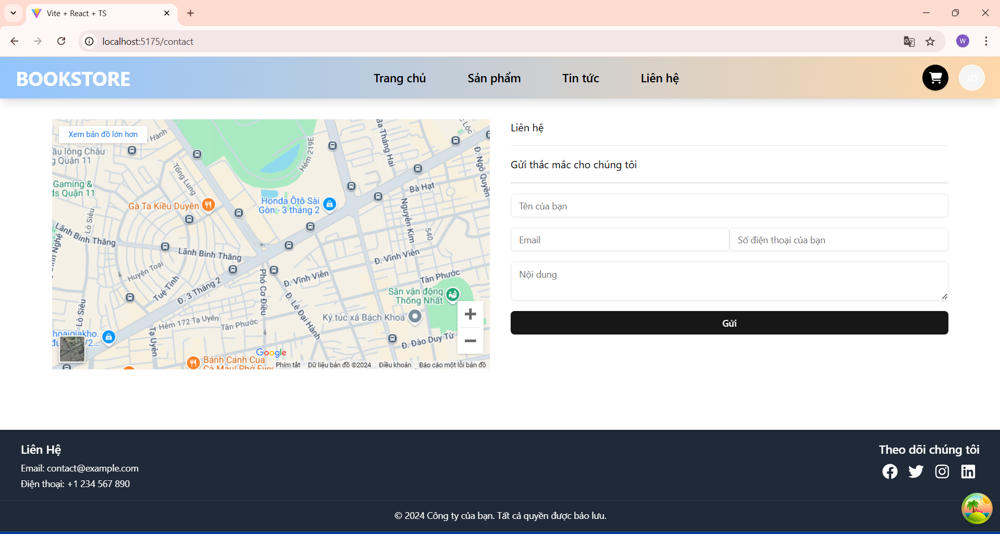 Vite + React + TS
localhost:5175/contact
W
BOOKSTORE
Trang chủ
Sản phẩm
Tin tức
Liên hệ
JD
Xem bản đồ lớn hơn
Hành
ầu lông Châu
g Quận 11
Gaming &
ds Quận 11
Tống Lung
Gà Ta Kiều Duyên
Lò Siêu
Lãnh Binh Thăng
Lãnh Binh Thăng
Huyện Toại
Tuệ Tĩnh
Đ. 3 Tháng 2
Lò Siêu
Hẻm 172 Tạ Uyên
Tạ Uyên
Tân Phước
Phó Cơ Điều
Đ. Vĩnh Viễn
Đ. Lê Đại Hành
Honda Ôtô Sài
Gòn - 3 tháng 2
Hẻm 219E
Ba Tháng Hai
Lộc
Đ. Ngô Quyền
Bà Hạt
Nguyễn Kim
540
Đ. Vĩnh Viễn
Tân Phước
Sân vận động
Thống Nhất
Ký túc xá Bách Khoa
Đ. Đào Duy Từ
hoaigiakho.
Bánh Canh Cua
Google
Phím tắt
Dữ liệu bản đồ ©2024
Điều khoản
Báo cáo một lỗi bản đồ
Liên hệ
Gửi thắc mắc cho chúng tôi
Tên của bạn
Email
Số điện thoại của bạn
Nội dung
Gửi
Liên Hệ
Email: contact@example.com
Điện thoại: +1 234 567 890
Theo dõi chúng tôi
© 2024 Công ty của bạn. Tất cả quyền được bảo lưu.